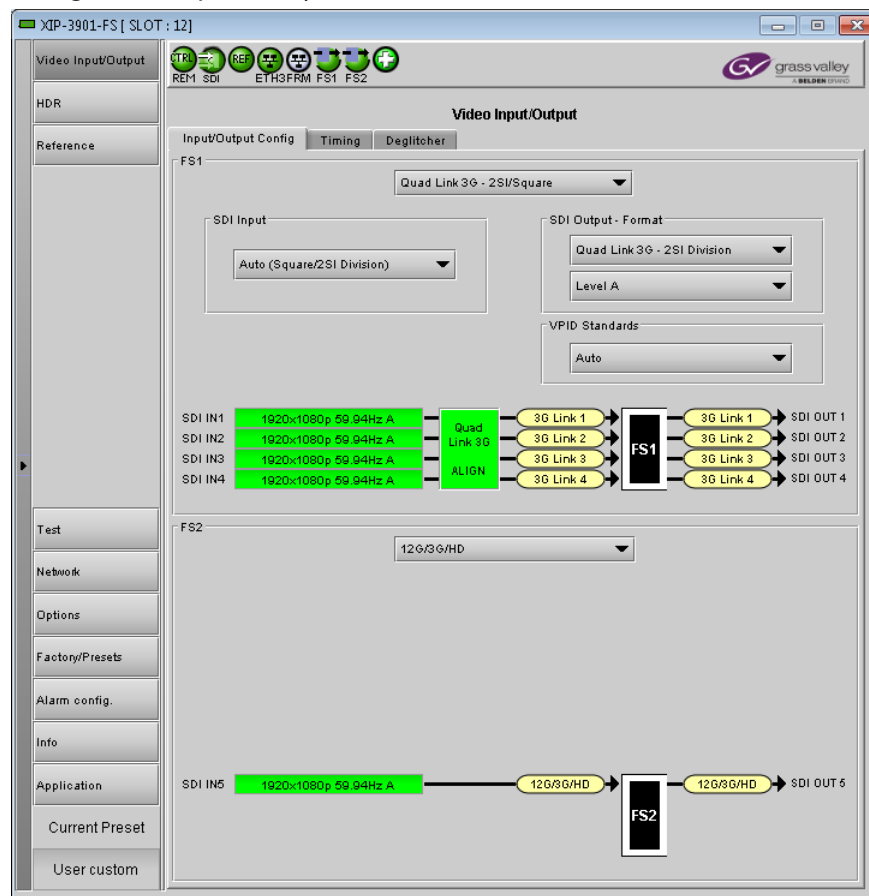 XIP-3901-FS [ SLOT : 12]
Video Input/Output
HDR
Reference
Test
Network
Options
Factory/Presets
Alarm config.
Info
Application
Current Preset
User custom
CTRL REF
REM SDI ETH3FRM FS1 FS2
GV grass valley
A BELDEN BRAND
Video Input/Output
Input/Output Config Timing Deglitcher
FS1
Quad Link 3G - 2SI/Square
SDI Input
Auto (Square/2SI Division)
SDI Output - Format
Quad Link 3G - 2SI Division
Level A
VPID Standards
Auto
SDI IN1 1920x1080p 59.94Hz A 3G Link 1 3G Link 1 SDI OUT 1
SDI IN2 1920x1080p 59.94Hz A 3G Link 2 3G Link 2 SDI OUT 2
SDI IN3 1920x1080p 59.94Hz A 3G Link 3 3G Link 3 SDI OUT 3
SDI IN4 1920x1080p 59.94Hz A 3G Link 4 3G Link 4 SDI OUT 4
Quad
Link 3G
ALIGN
FS1
FS2
12G/3G/HD
SDI IN5 1920x1080p 59.94Hz A 12G/3G/HD 12G/3G/HD SDI OUT 5
FS2